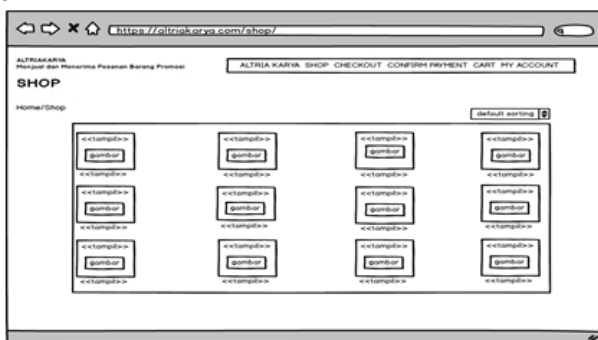 https://altriakarya.com/shop/
ALTRIAKARYA
Menjual dan Menerima Pesanan Barang Promosi
ALTRIA KARYA SHOP CHECKOUT CONFIRM PAYMENT CART MY ACCOUNT
SHOP
Home/Shop
default sorting
<<tampil>> <<tampil>> <<tampil>> <<tampil>>
gambar gambar gambar gambar
<<tampil>> <<tampil>> <<tampil>> <<tampil>>
<<tampil>> <<tampil>> <<tampil>> <<tampil>>
gambar gambar gambar gambar
<<tampil>> <<tampil>> <<tampil>> <<tampil>>
<<tampil>> <<tampil>> <<tampil>> <<tampil>>
gambar gambar gambar gambar
<<tampil>> <<tampil>> <<tampil>> <<tampil>>